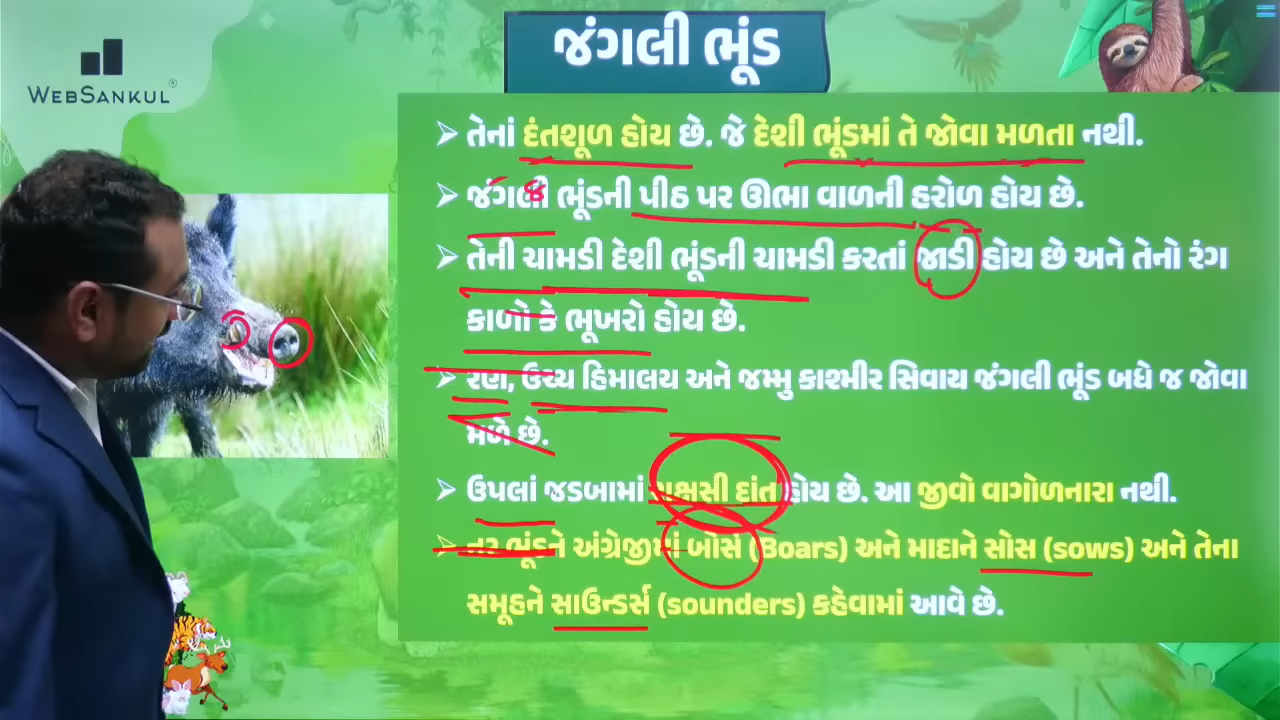 જંગલી ભૂંડ
WEBSANKUL®
➢ તેનાં દંતશૂળ હોય છે. જે દેશી ભૂંડમાં તે જોવા મળતા નથી.
➢ જંગલી ભૂંડની પીઠ પર ઊભા વાળની હરોળ હોય છે.
➢ તેની ચામડી દેશી ભૂંડની ચામડી કરતાં જાડી હોય છે અને તેનો રંગ
કાળો કે ભૂખરો હોય છે.
➢ રણ, ઉચ્ચ હિમાલય અને જમ્મુ કાશ્મીર સિવાય જંગલી ભૂંડ બધે જ જોવા
મળે છે.
➢ ઉપલાં જડબામાં રાક્ષસી દાંત હોય છે. આ જીવો વાગોળનારા નથી.
➢ નર ભૂંડને અંગ્રેજીમાં બોર્સ (Boars) અને માદાને સોસ (sows) અને તેના
સમૂહને સાઉન્ડર્સ (sounders) કહેવામાં આવે છે.